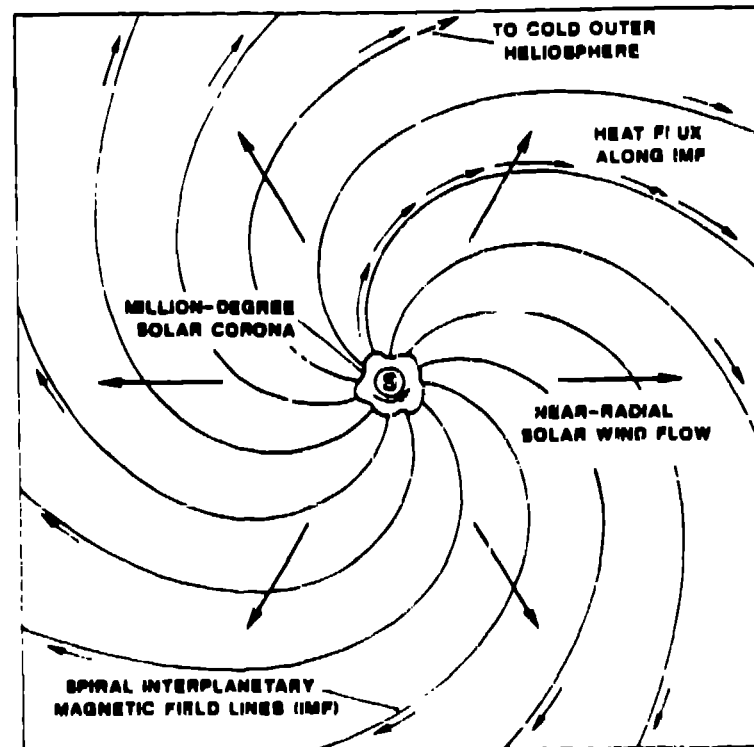 TO COLD OUTER
HELIOSPHERE
HEAT FLUX
ALONG IMF
MILLION-DEGREE
SOLAR CORONA
S
NEAR-RADIAL
SOLAR WIND FLOW
SPIRAL INTERPLANETARY
MAGNETIC FIELD LINES (IMF)